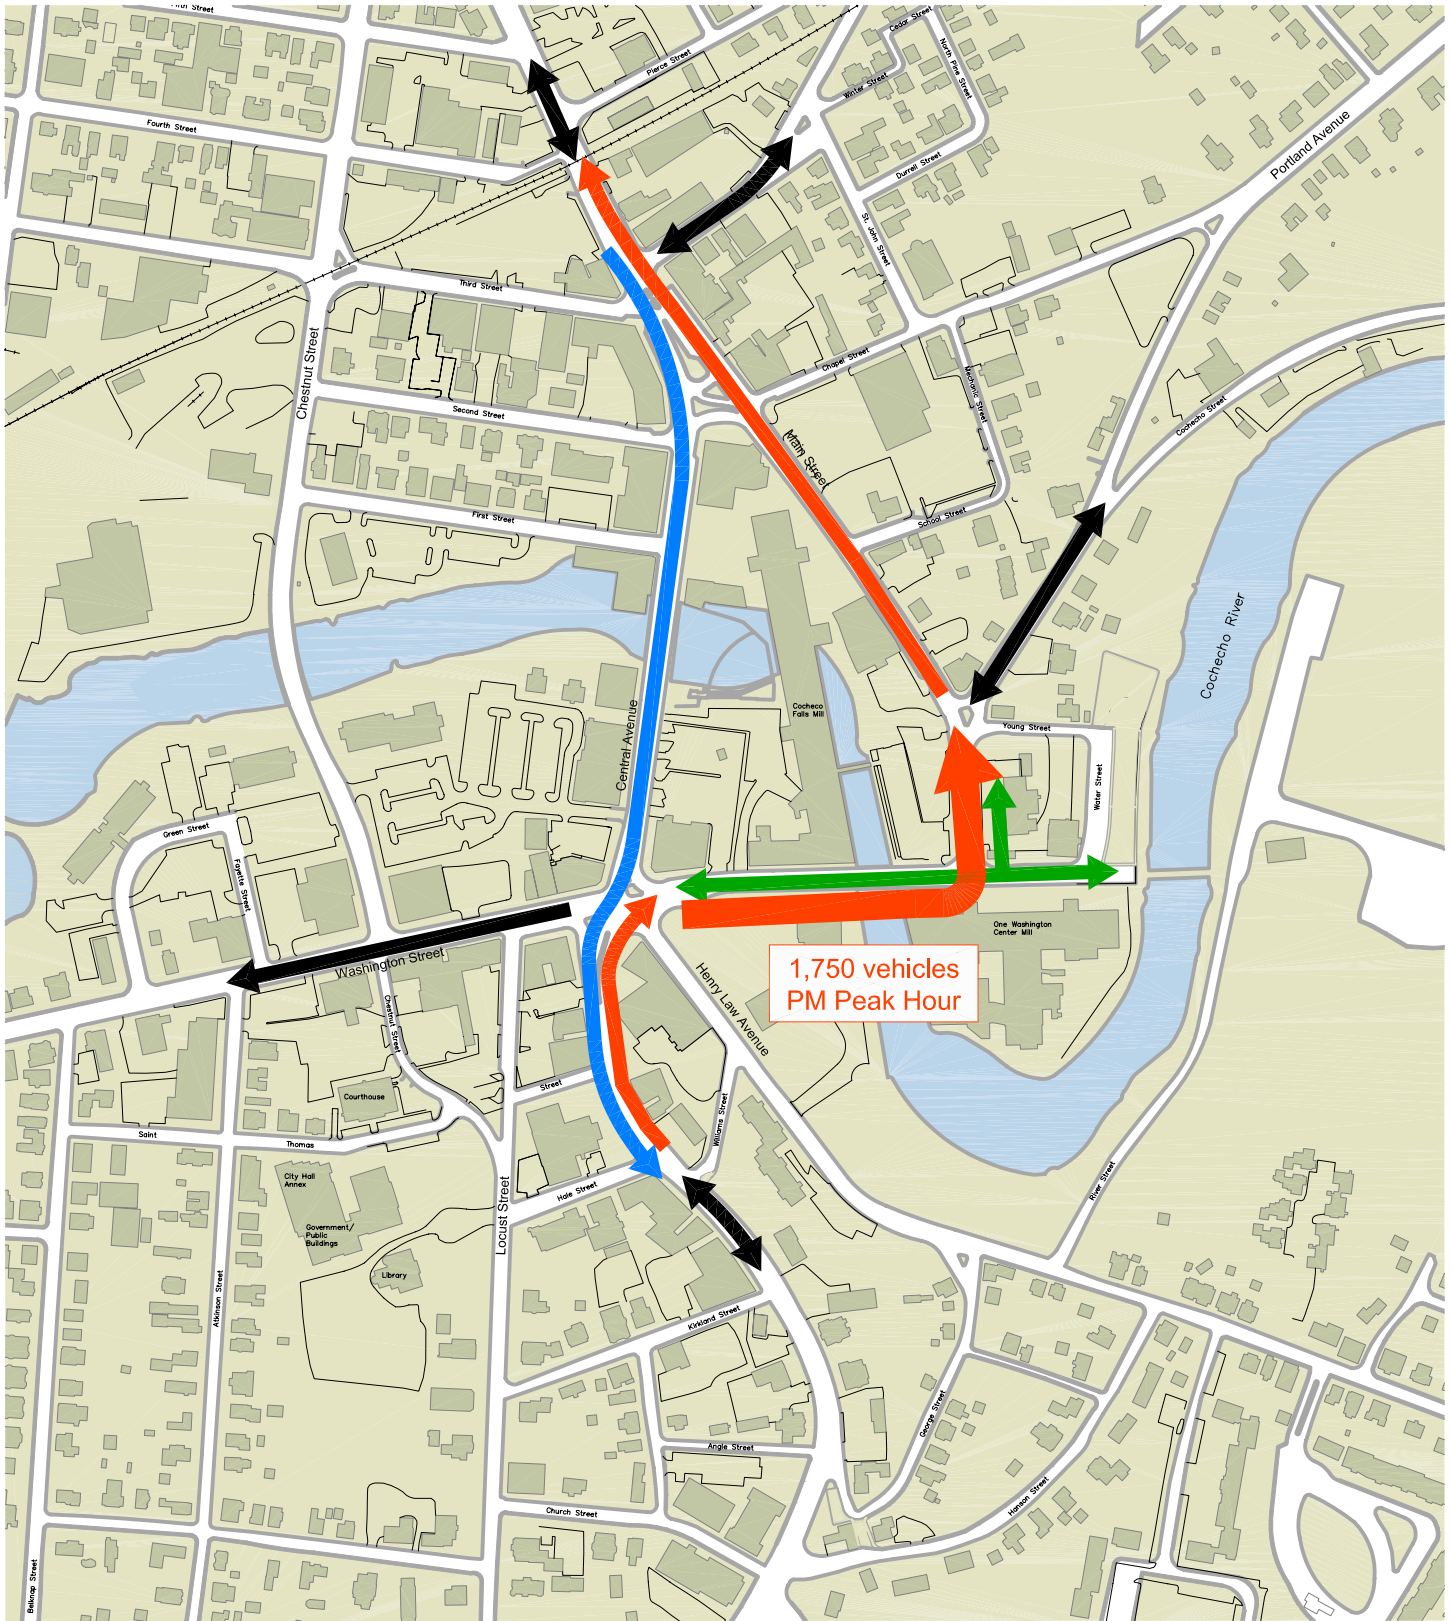 Fifth Street
Cedar Street
Pierce Street
North Pine Street
Winter Street
Fourth Street
Portland Avenue
Durrell Street
St. John Street
Third Street
Chestnut Street
Chapel Street
Mechanic Street
Second Street
Cochecho Street
Main Street
First Street
School Street
Cochecho River
Cocheco
Falls Mill
Young Street
Central Avenue
Water Street
Green Street
Fayette Street
One Washington
Center Mill
Washington Street
1,750 vehicles
PM Peak Hour
Henry Law Avenue
Chestnut Street
Street
Courthouse
Williams Street
Saint
Thomas
City Hall
Annex
River Street
Hale Street
Locust Street
Government/
Public
Buildings
Library
Atkinson Street
Kirkland Street
George Street
Angle Street
Hanson Street
Church Street
Belknap Street